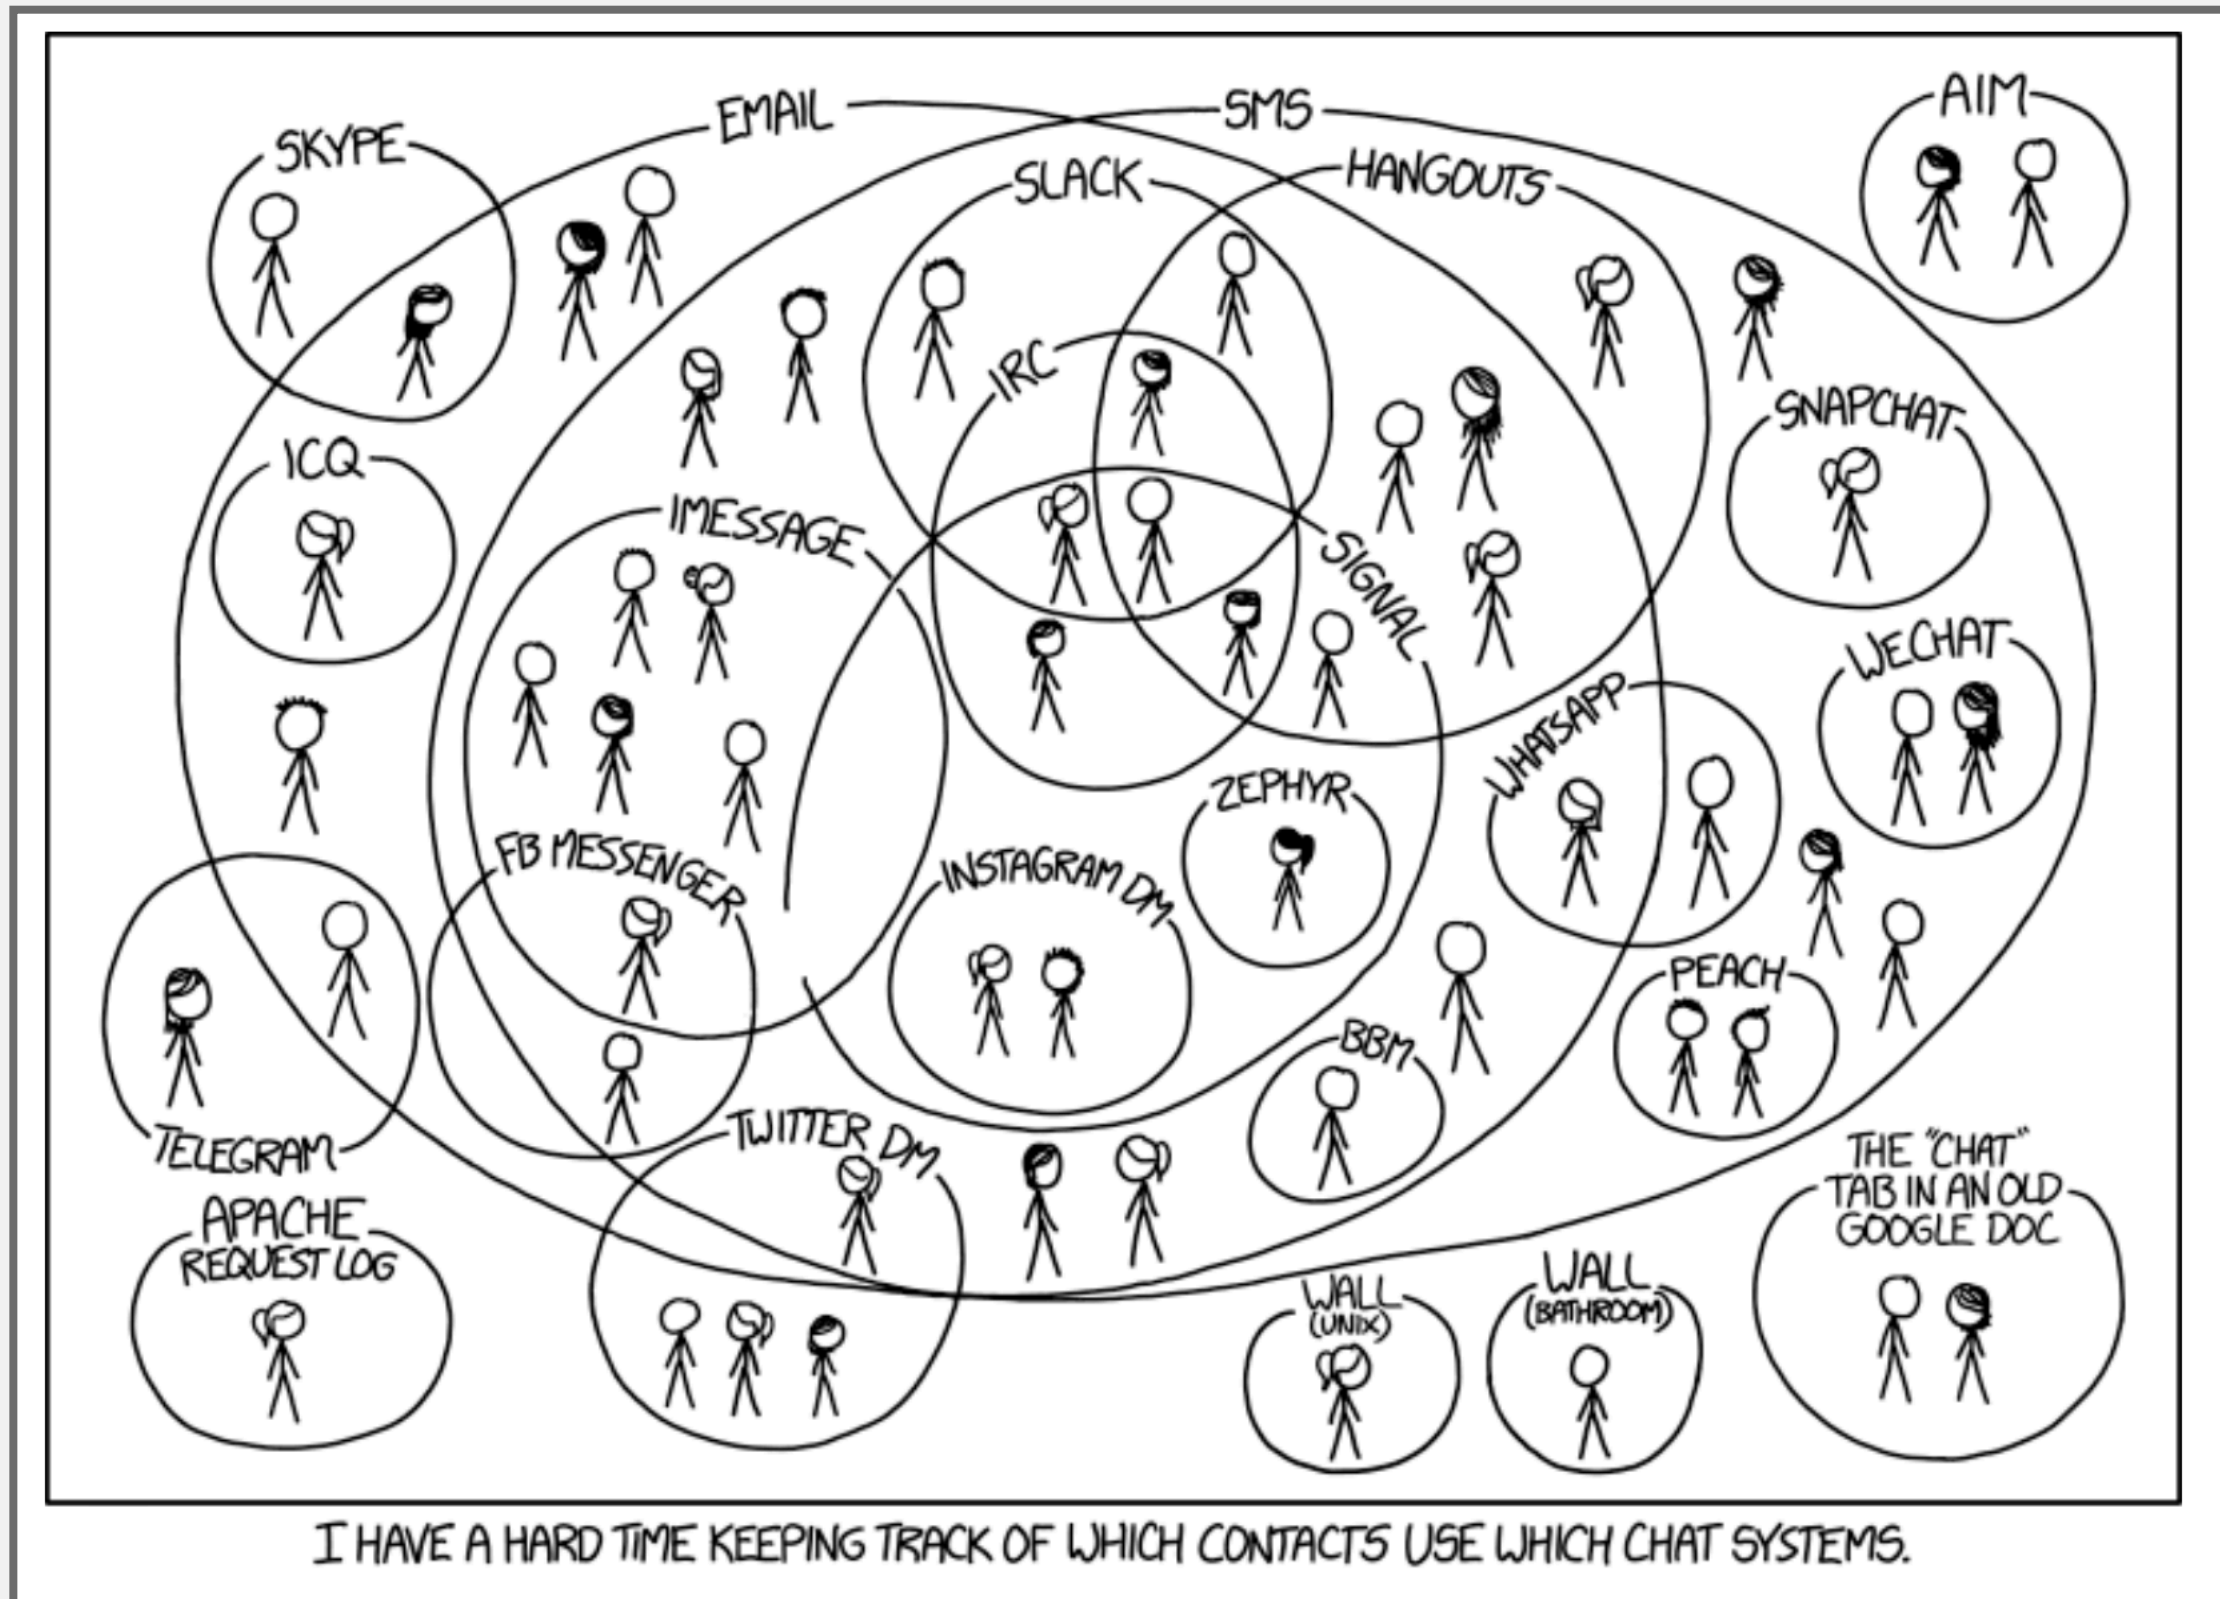 EMAIL
SMS
AIM
SKYPE
SLACK
HANGOUTS
IRC
SNAPCHAT
ICQ
IMESSAGE
SIGNAL
WECHAT
WHATSAPP
ZEPHYR
FB MESSENGER
INSTAGRAM DM
PEACH
BBM
TWITTER DM
TELEGRAM
THE "CHAT"
TAB IN AN OLD
GOOGLE DOC
APACHE
REQUEST LOG
WALL
(UNIX)
WALL
(BATHROOM)
I HAVE A HARD TIME KEEPING TRACK OF WHICH CONTACTS USE WHICH CHAT SYSTEMS.